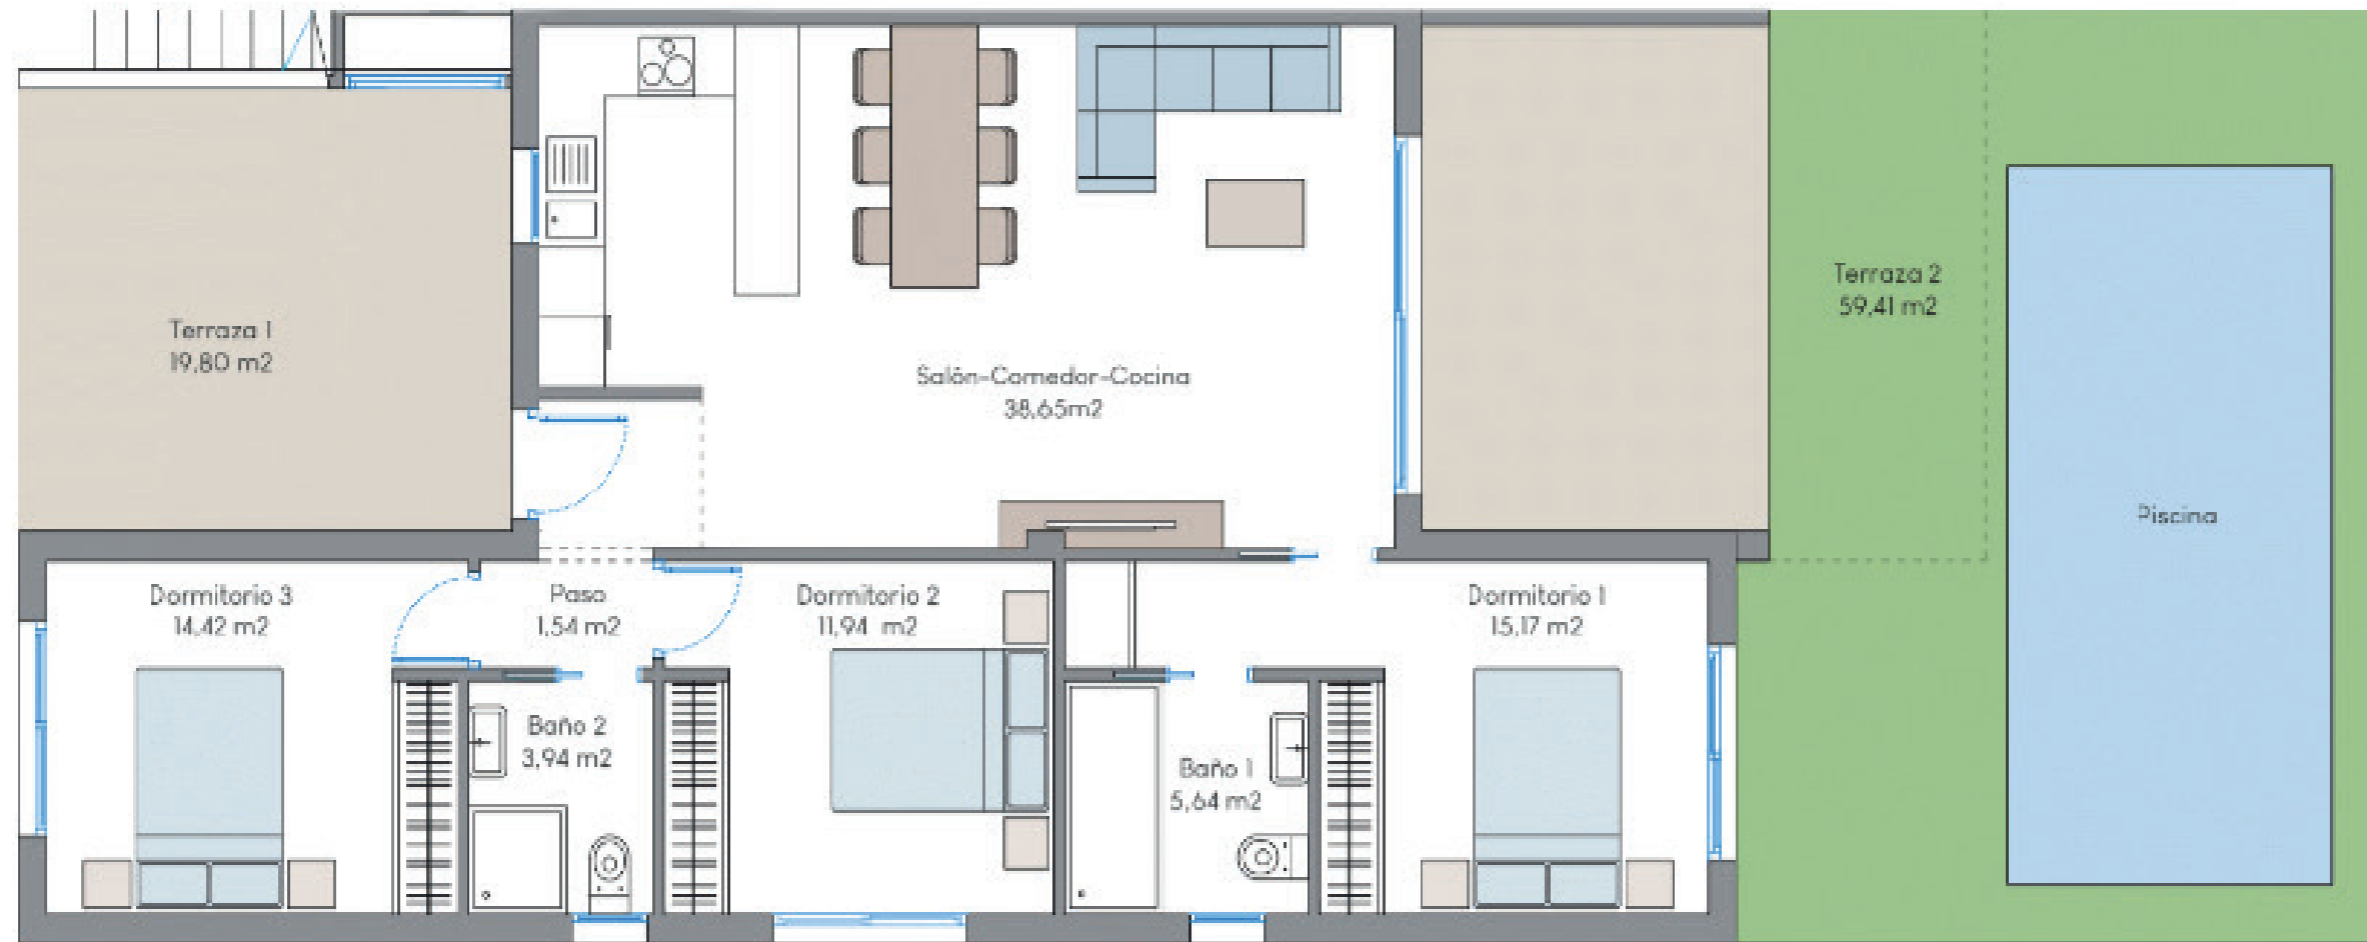 Terraza 1
19,80 m2
Salón-Comedor-Cocina
38,65m2
Terraza 2
59,41 m2
Piscina
Dormitorio 3
14,42 m2
Paso
1,54 m2
Dormitorio 2
11,94 m2
Dormitorio 1
15,17 m2
Baño 2
3,94 m2
Baño 1
5,64 m2